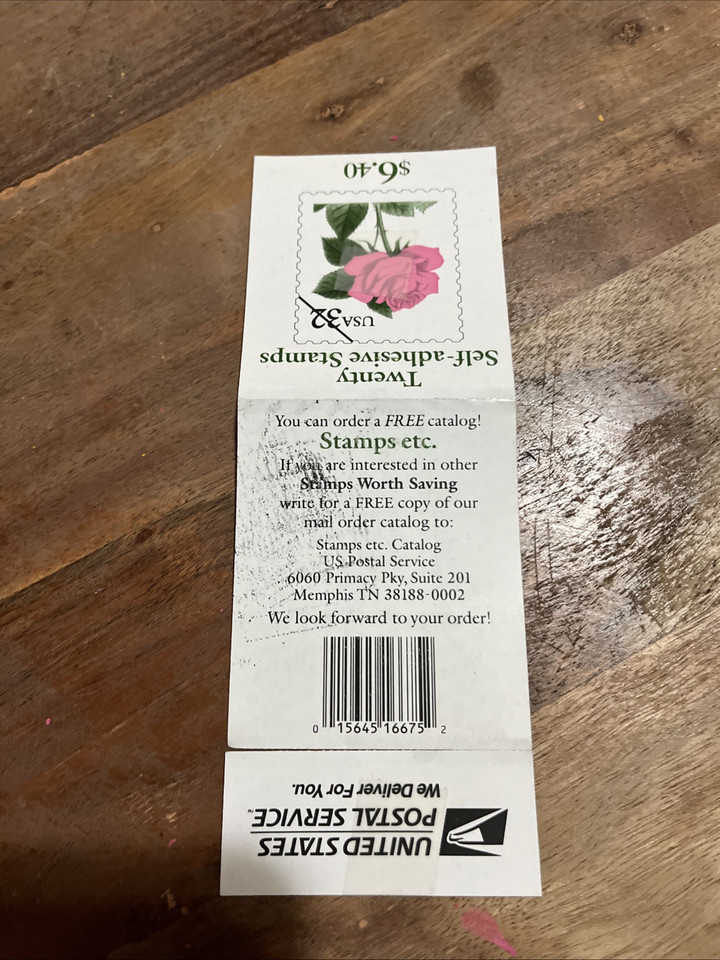 $6.40
USA32
Self-adhesive Stamps
Twenty
You can order a FREE catalog!
Stamps etc.
If you are interested in other
Stamps Worth Saving
write for a FREE copy of our
mail order catalog to:
Stamps etc. Catalog
US Postal Service
6060 Primacy Pky, Suite 201
Memphis TN 38188-0002
We look forward to your order!
0 15645 16675 2
We Deliver For You.
POSTAL SERVICE™
UNITED STATES